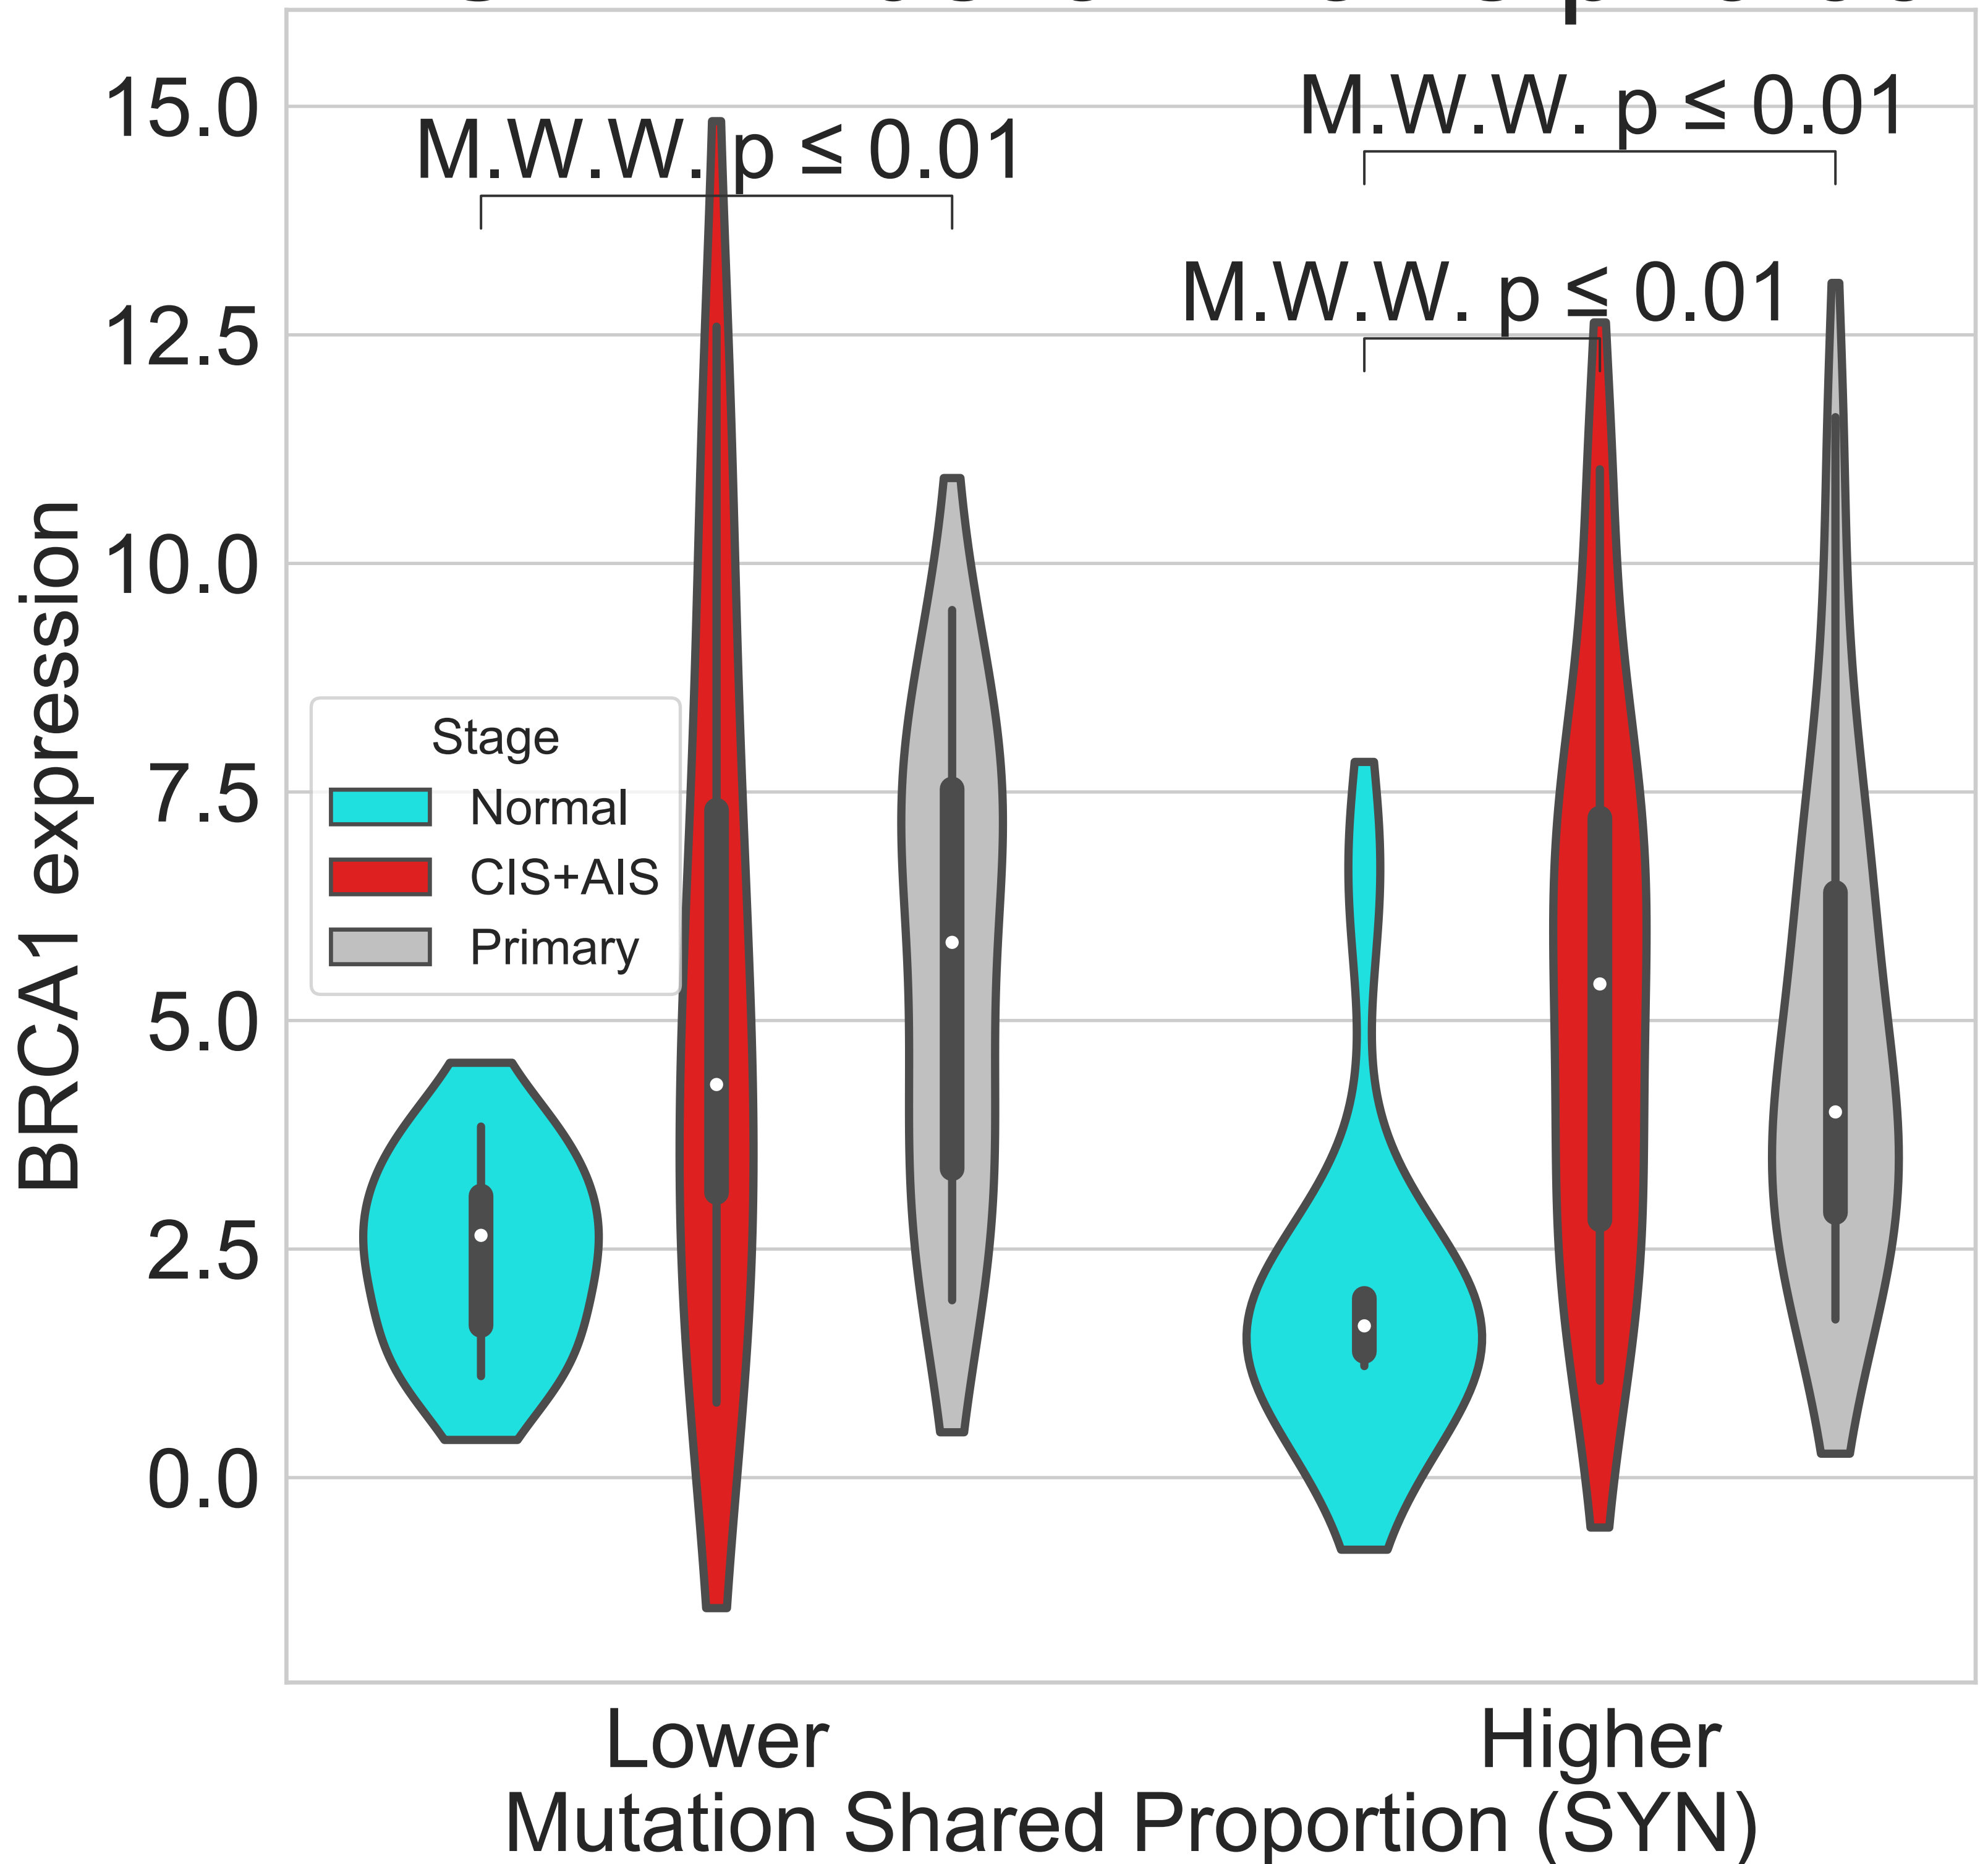 M.W.W. p ≤ 0.01
M.W.W. p ≤ 0.01
M.W.W. p ≤ 0.01
15.0
12.5
10.0
7.5
5.0
2.5
0.0
BRCA1 expression
Stage
Normal
CIS+AIS
Primary
Lower
Higher
Mutation Shared Proportion (SYN)